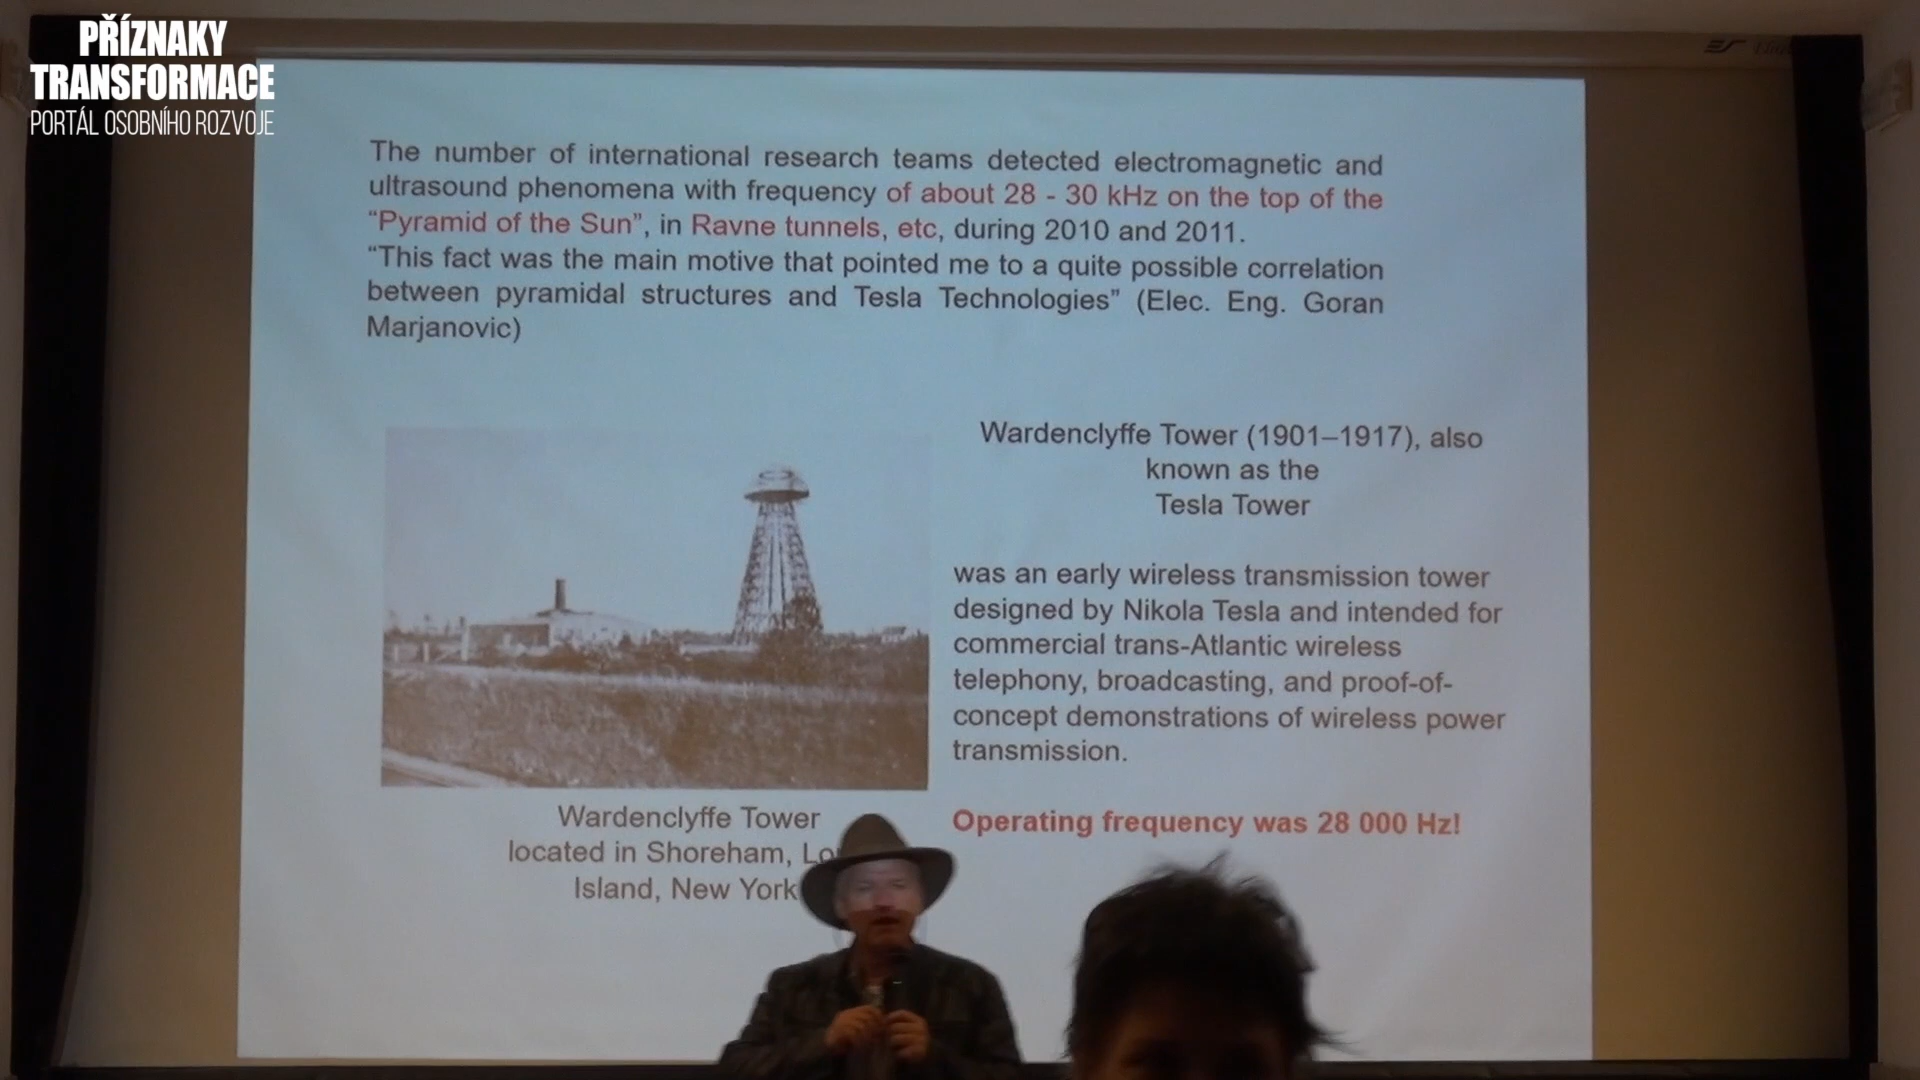 PŘÍZNAKY
TRANSFORMACE
PORTÁL OSOBNÍHO ROZVOJE
The number of international research teams detected electromagnetic and
ultrasound phenomena with frequency of about 28 - 30 kHz on the top of the
“Pyramid of the Sun”, in Ravne tunnels, etc, during 2010 and 2011.
“This fact was the main motive that pointed me to a quite possible correlation
between pyramidal structures and Tesla Technologies” (Elec. Eng. Goran
Marjanovic)
Wardenclyffe Tower (1901–1917), also
known as the
Tesla Tower
was an early wireless transmission tower
designed by Nikola Tesla and intended for
commercial trans-Atlantic wireless
telephony, broadcasting, and proof-of-
concept demonstrations of wireless power
transmission.
Operating frequency was 28 000 Hz!
Wardenclyffe Tower
located in Shoreham, Lo
Island, New York